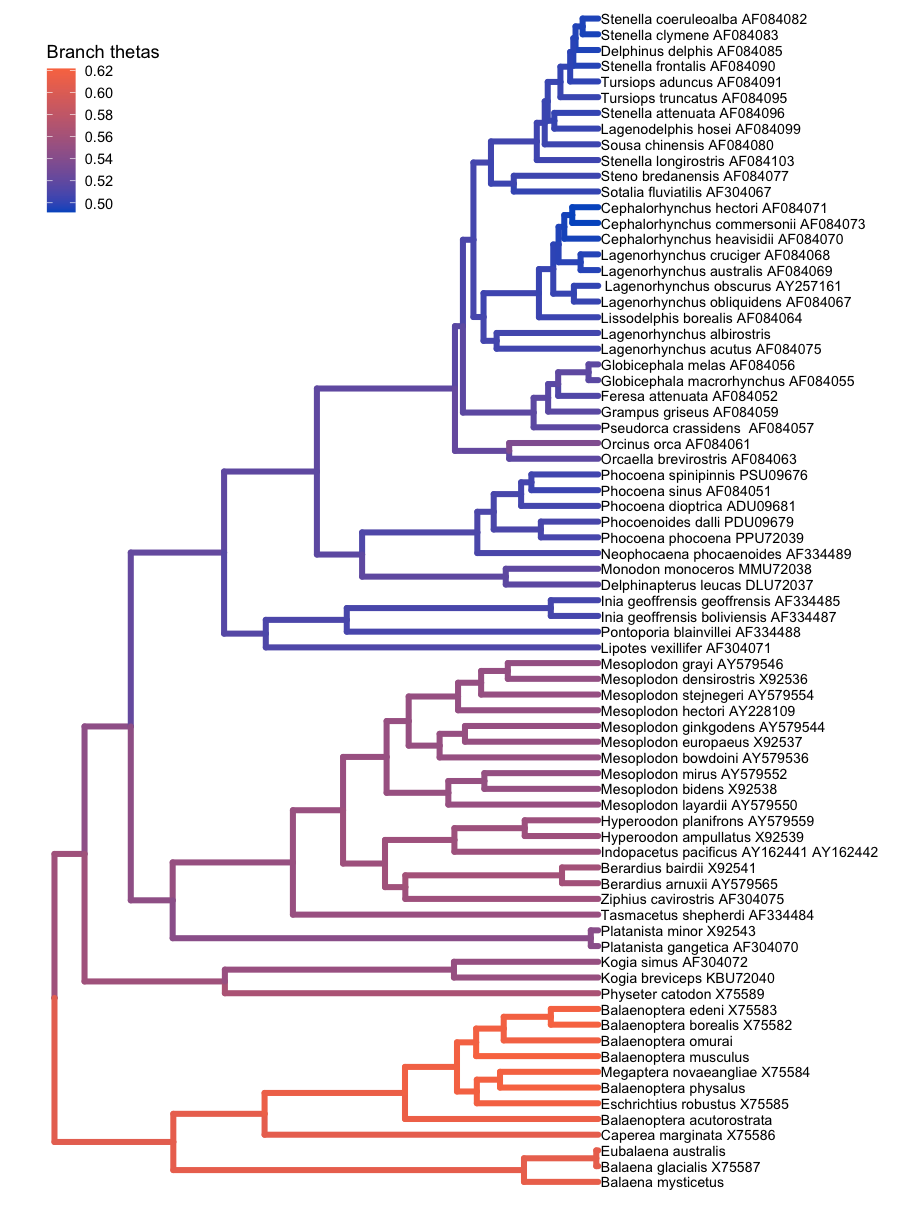 Branch thetas
0.62
0.60
0.58
0.56
0.54
0.52
0.50
Stenella coeruleoalba AF084082
Stenella clymene AF084083
Delphinus delphis AF084085
Stenella frontalis AF084090
Tursiops aduncus AF084091
Tursiops truncatus AF084095
Stenella attenuata AF084096
Lagenodelphis hosei AF084099
Sousa chinensis AF084080
Stenella longirostris AF084103
Steno bredanensis AF084077
Sotalia fluviatilis AF304067
Cephalorhynchus hectori AF084071
Cephalorhynchus commersonii AF084073
Cephalorhynchus heavisidii AF084070
Lagenorhynchus cruciger AF084068
Lagenorhynchus australis AF084069
Lagenorhynchus obscurus AY257161
Lagenorhynchus obliquidens AF084067
Lissodelphis borealis AF084064
Lagenorhynchus albirostris
Lagenorhynchus acutus AF084075
Globicephala melas AF084056
Globicephala macrorhynchus AF084055
Feresa attenuata AF084052
Grampus griseus AF084059
Pseudorca crassidens AF084057
Orcinus orca AF084061
Orcaella brevirostris AF084063
Phocoena spinipinnis PSU09676
Phocoena sinus AF084051
Phocoena dioptrica ADU09681
Phocoenoides dalli PDU09679
Phocoena phocoena PPU72039
Neophocaena phocaenoides AF334489
Monodon monoceros MMU72038
Delphinapterus leucas DLU72037
Inia geoffrensis geoffrensis AF334485
Inia geoffrensis boliviensis AF334487
Pontoporia blainvillei AF334488
Lipotes vexillifer AF304071
Mesoplodon grayi AY579546
Mesoplodon densirostris X92536
Mesoplodon stejnegeri AY579554
Mesoplodon hectori AY228109
Mesoplodon ginkgodens AY579544
Mesoplodon europaeus X92537
Mesoplodon bowdoini AY579536
Mesoplodon mirus AY579552
Mesoplodon bidens X92538
Mesoplodon layardii AY579550
Hyperoodon planifrons AY579559
Hyperoodon ampullatus X92539
Indopacetus pacificus AY162441 AY162442
Berardius bairdii X92541
Berardius arnuxii AY579565
Ziphius cavirostris AF304075
Tasmacetus shepherdi AF334484
Platanista minor X92543
Platanista gangetica AF304070
Kogia simus AF304072
Kogia breviceps KBU72040
Physeter catodon X75589
Balaenoptera edeni X75583
Balaenoptera borealis X75582
Balaenoptera omurai
Balaenoptera musculus
Megaptera novaeangliae X75584
Balaenoptera physalus
Eschrichtius robustus X75585
Balaenoptera acutorostrata
Caperea marginata X75586
Eubalaena australis
Balaena glacialis X75587
Balaena mysticetus